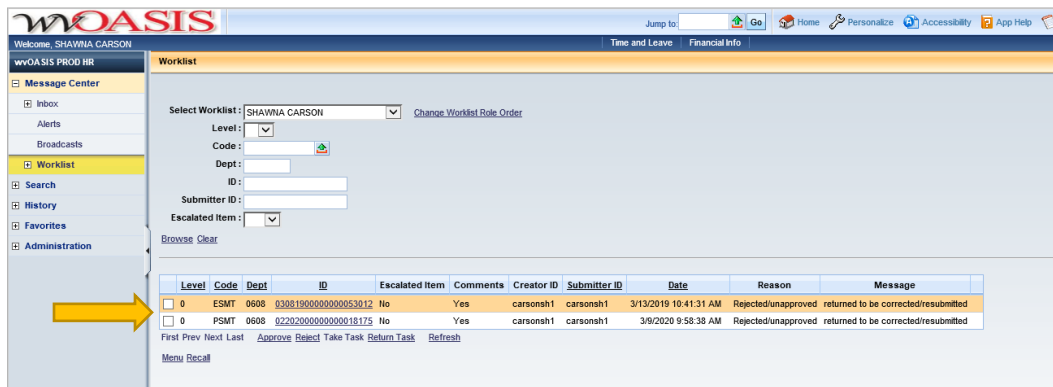 wvOASIS
Jump to: Go Home Personalize Accessibility App Help
Welcome, SHAWNA CARSON
Time and Leave Financial Info
wvOASIS PROD HR
Worklist
Message Center
Inbox
Alerts
Broadcasts
Worklist
Search
History
Favorites
Administration
Select Worklist : SHAWNA CARSON Change Worklist Role Order
Level :
Code :
Dept :
ID :
Submitter ID :
Escalated Item :
Browse Clear
Level Code Dept ID Escalated Item Comments Creator ID Submitter ID Date Reason Message
0 ESMT 0608 03081900000000053012 No Yes carsonsh1 carsonsh1 3/13/2019 10:41:31 AM Rejected/unapproved returned to be corrected/resubmitted
0 PSMT 0608 02202000000000018175 No Yes carsonsh1 carsonsh1 3/9/2020 9:58:38 AM Rejected/unapproved returned to be corrected/resubmitted
First Prev Next Last Approve Reject Take Task Return Task Refresh
Menu Recall